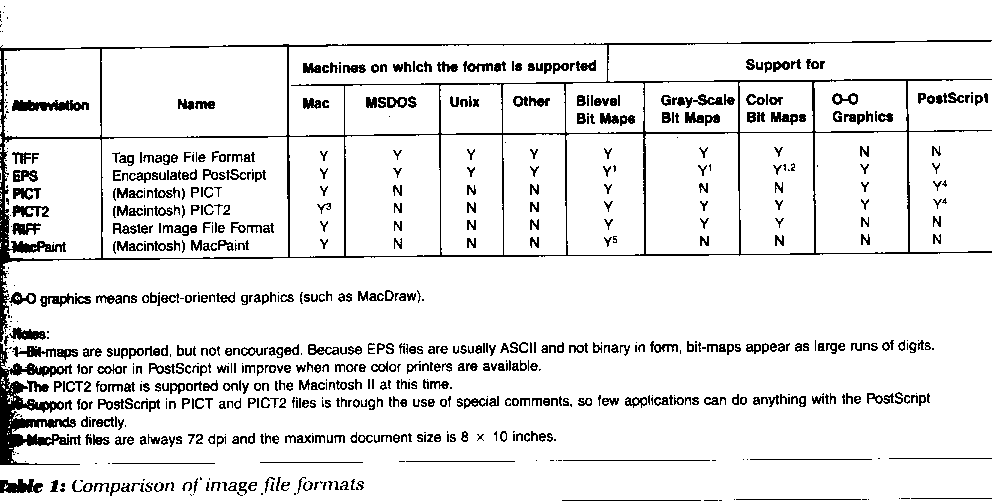 Machines on which the format is supported Support for
Abbreviation Name Mac MSDOS Unix Other Bilevel Bit Maps Gray-Scale Bit Maps Color Bit Maps O-O Graphics PostScript
TIFF Tag Image File Format Y Y Y Y Y Y Y N N
EPS Encapsulated PostScript Y Y Y Y Y1 Y1 Y1,2 Y Y
PICT (Macintosh) PICT Y N N N Y N N Y Y4
PICT2 (Macintosh) PICT2 Y3 N N N Y Y Y Y Y4
RIFF Raster Image File Format Y N N N Y Y Y N N
MacPaint (Macintosh) MacPaint Y N N N Y5 N N N N
O-O graphics means object-oriented graphics (such as MacDraw).
Notes:
1–Bit-maps are supported, but not encouraged. Because EPS files are usually ASCII and not binary in form, bit-maps appear as large runs of digits.
2–Support for color in PostScript will improve when more color printers are available.
3–The PICT2 format is supported only on the Macintosh II at this time.
4–Support for PostScript in PICT and PICT2 files is through the use of special comments, so few applications can do anything with the PostScript
commands directly.
5–MacPaint files are always 72 dpi and the maximum document size is 8 × 10 inches.
Table 1: Comparison of image file formats